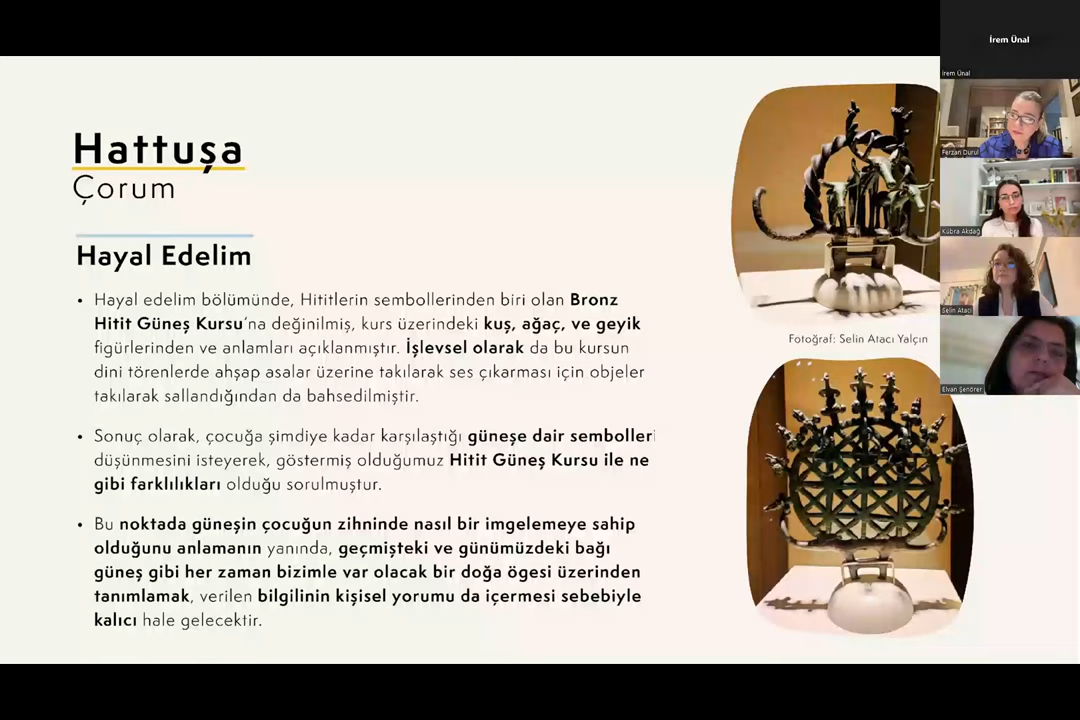 Hattuşa
Çorum
Hayal Edelim
• Hayal edelim bölümünde, Hititlerin sembollerinden biri olan Bronz
Hitit Güneş Kursu'na değinilmiş, kurs üzerindeki kuş, ağaç, ve geyik
figürlerinden ve anlamları açıklanmıştır. İşlevsel olarak da bu kursun
dini törenlerde ahşap asalar üzerine takılarak ses çıkarması için objeler
takılarak sallandığından da bahsedilmiştir.
• Sonuç olarak, çocuğa şimdiye kadar karşılaştığı güneşe dair semboller
düşünmesini isteyerek, göstermiş olduğumuz Hitit Güneş Kursu ile ne
gibi farklılıkları olduğu sorulmuştur.
• Bu noktada güneşin çocuğun zihninde nasıl bir imgelemeye sahip
olduğunu anlamanın yanında, geçmişteki ve günümüzdeki bağı
güneş gibi her zaman bizimle var olacak bir doğa ögesi üzerinden
tanımlamak, verilen bilgilinin kişisel yorumu da içermesi sebebiyle
kalıcı hale gelecektir.
Fotoğraf: Selin Atacı Yalçın
İrem Ünal
İrem Ünal
Ferzan Durul
Kübra Akdağ
Selin Atacı
Elvan Şenörer